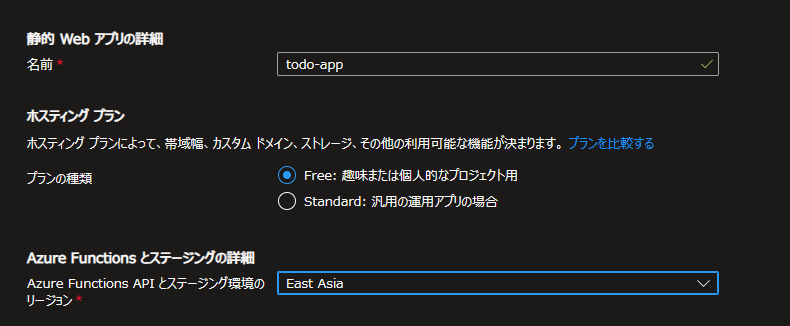 静的 Web アプリの詳細
名前 *
todo-app
ホスティング プラン
ホスティング プランによって、帯域幅、カスタム ドメイン、ストレージ、その他の利用可能な機能が決まります。 プランを比較する
プランの種類
Free: 趣味または個人的なプロジェクト用
Standard: 汎用の運用アプリの場合
Azure Functions とステージングの詳細
Azure Functions API とステージング環境の
リージョン *
East Asia